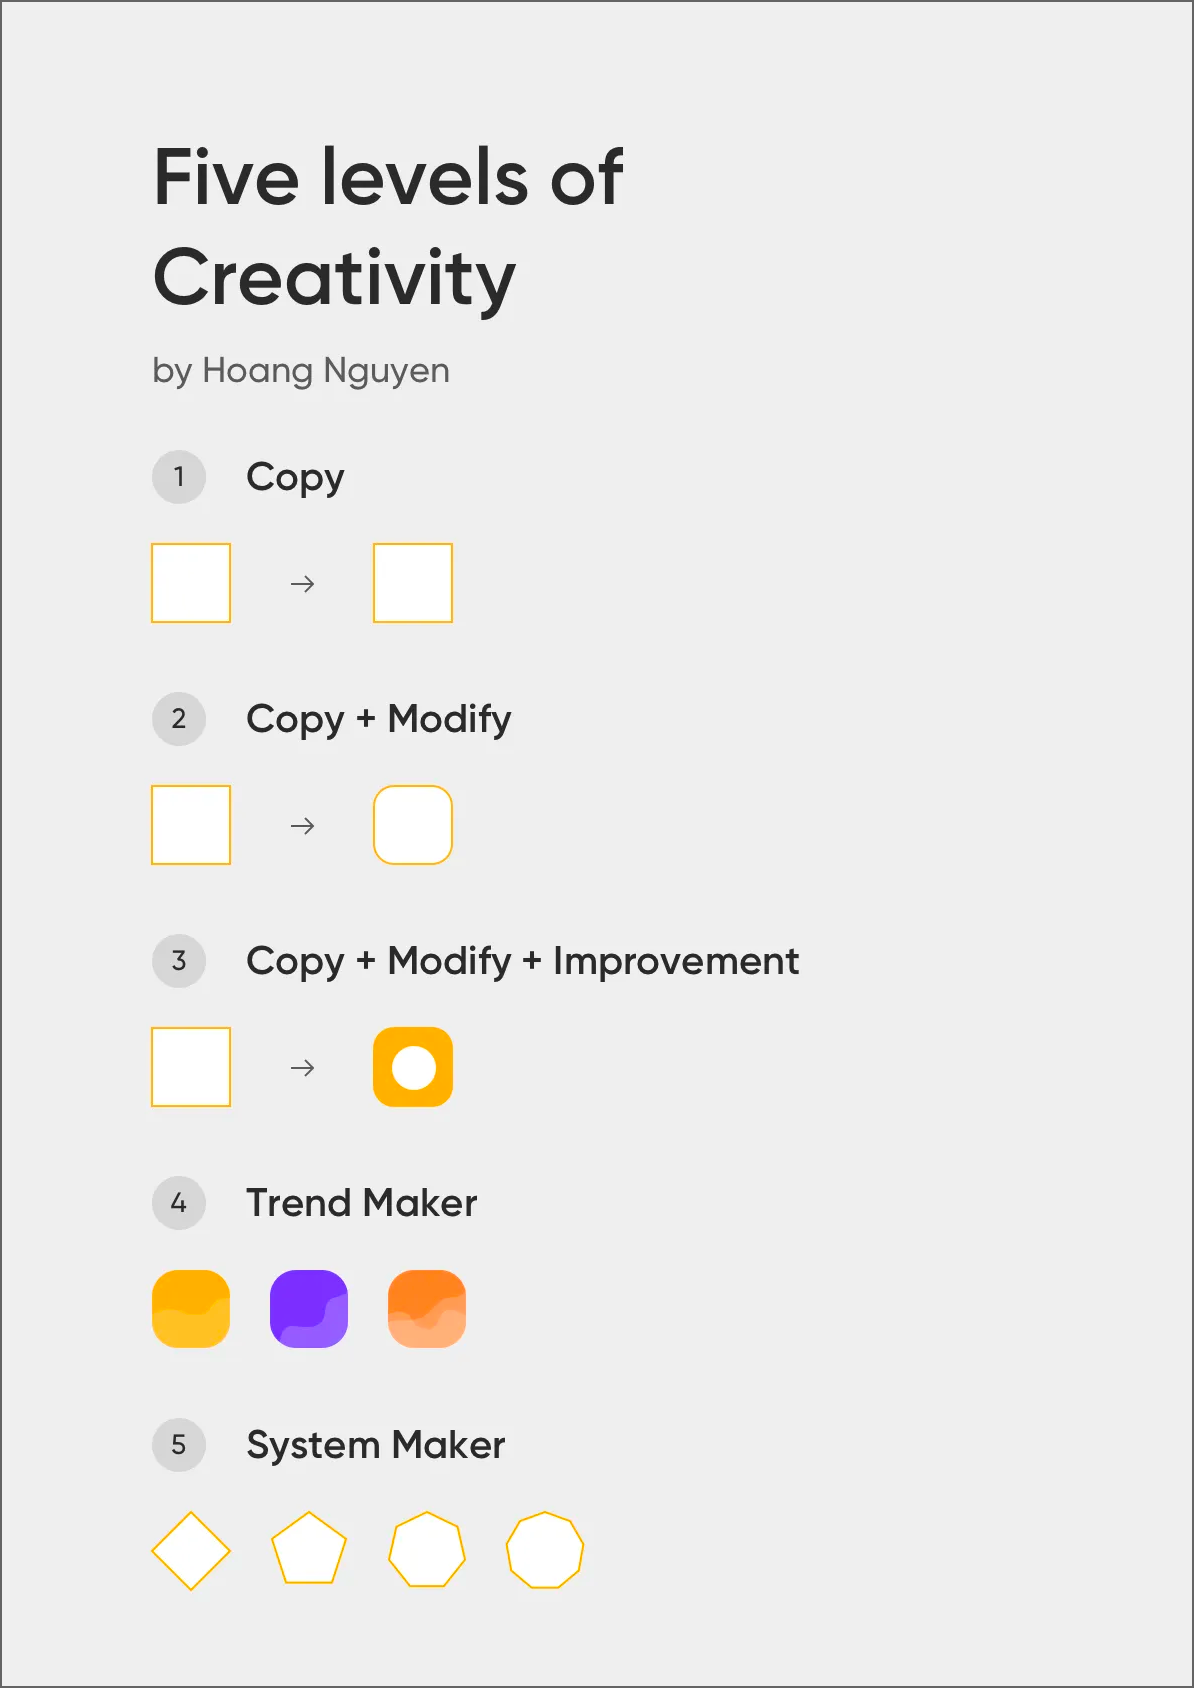 Five levels of
Creativity
by Hoang Nguyen
1 Copy
2 Copy + Modify
3 Copy + Modify + Improvement
4 Trend Maker
5 System Maker